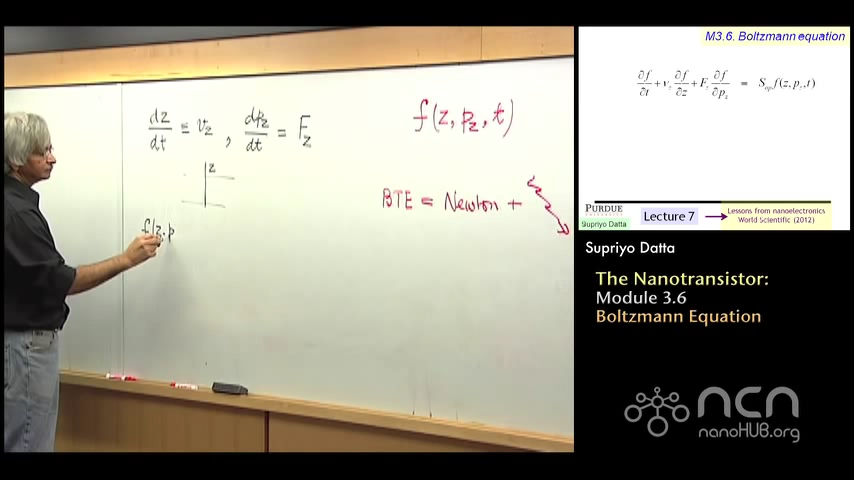 dz/dt ≡ v_z , dp_z/dt = F_z
f(z, p_z, t)
z
BTE = Newton +
f(z, p
M3.6. Boltzmann equation
∂f/∂t + v_z ∂f/∂z + F_z ∂f/∂p_z = S_op f(z, p_z, t)
PURDUE
UNIVERSITY
Supriyo Datta
Lecture 7
Lessons from nanoelectronics
World Scientific (2012)
Supriyo Datta
The Nanotransistor:
Module 3.6
Boltzmann Equation
ncn
nanoHUB.org